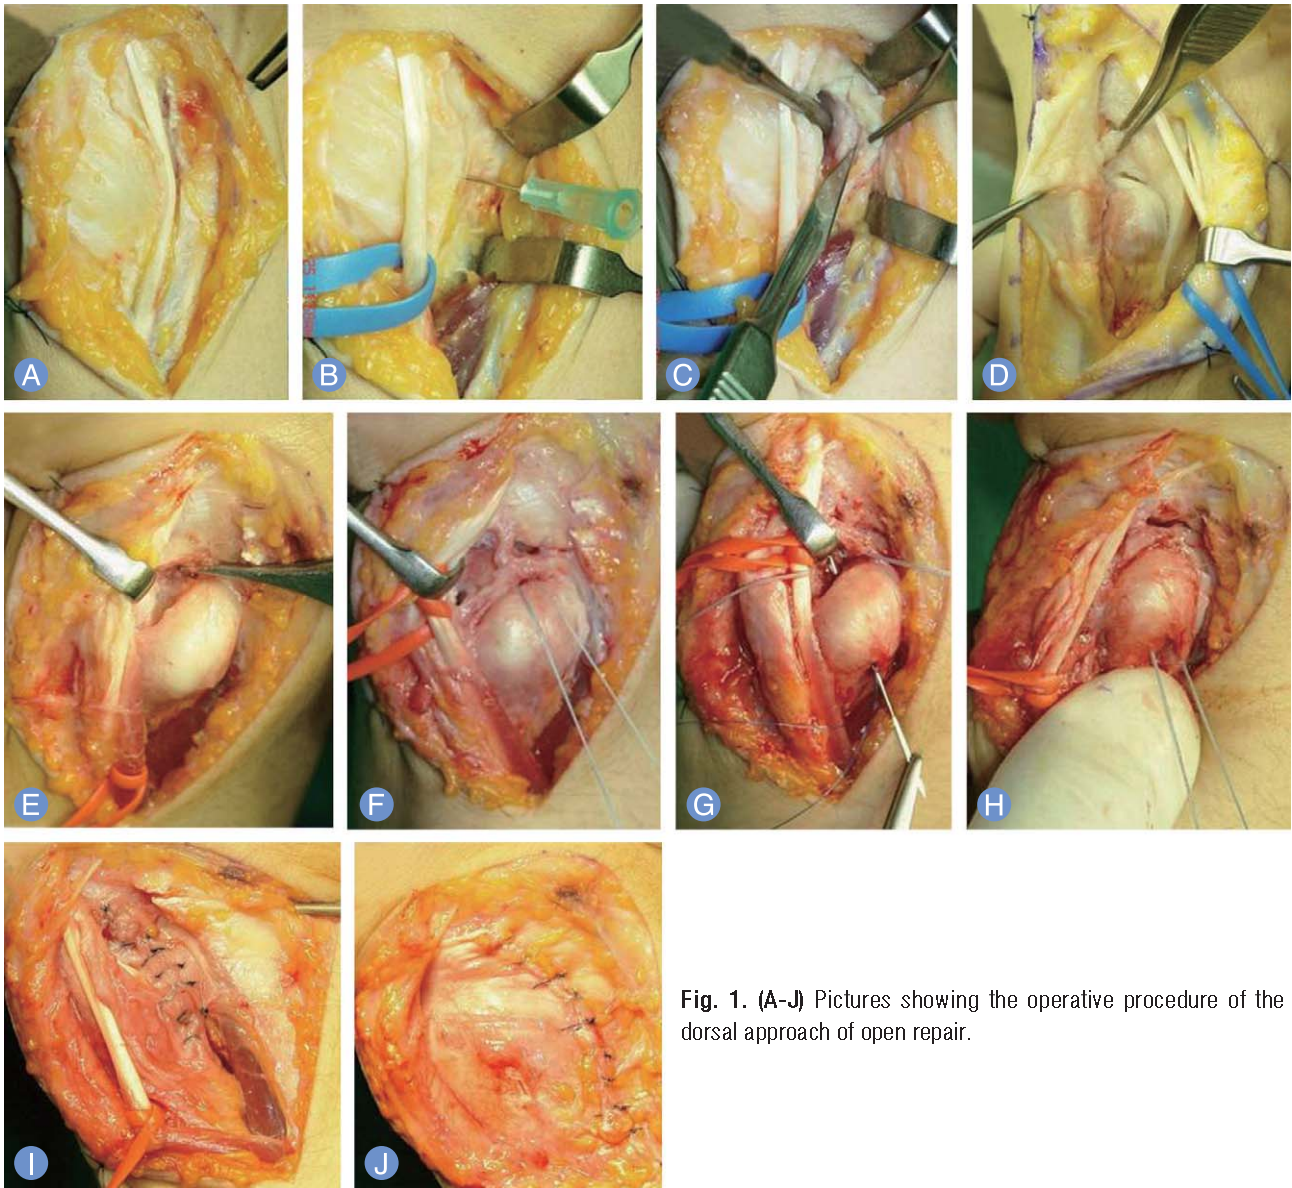 A
B
C
D
E
F
G
H
I
J
Fig. 1. (A-J) Pictures showing the operative procedure of the
dorsal approach of open repair.